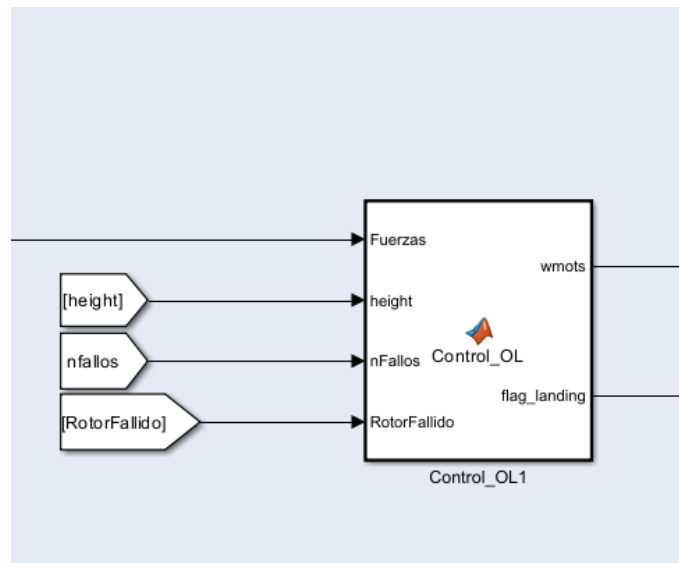 Fuerzas
wmots
[height]
height
nfallos
nFallos
Control_OL
flag_landing
[RotorFallido]
RotorFallido
Control_OL1